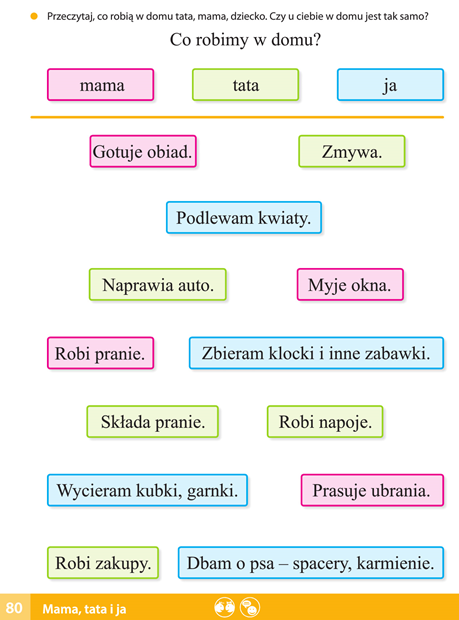 Przeczytaj, co robią w domu tata, mama, dziecko. Czy u ciebie w domu jest tak samo?
Co robimy w domu?
mama tata ja
Gotuje obiad. Zmywa.
Podlewam kwiaty.
Naprawia auto. Myje okna.
Robi pranie. Zbieram klocki i inne zabawki.
Składa pranie. Robi napoje.
Wycieram kubki, garnki. Prasuje ubrania.
Robi zakupy. Dbam o psa – spacery, karmienie.
80 Mama, tata i ja